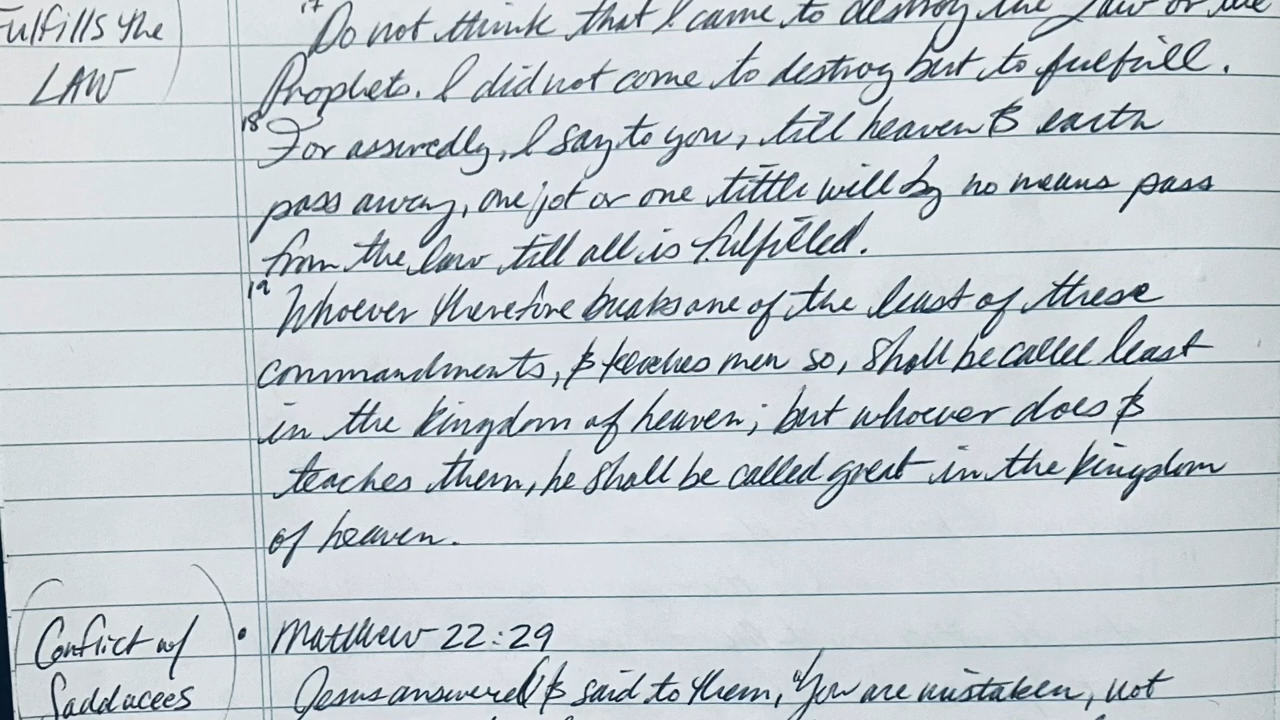 Fulfills the
LAW
17 Do not think that I came to destroy the Law or the
Prophets. I did not come to destroy but to fulfill.
18 For assuredly, I say to you, till heaven & earth
pass away, one jot or one tittle will by no means pass
from the law till all is fulfilled.
19 Whoever therefore breaks one of the least of these
commandments, & teaches men so, shall be called least
in the kingdom of heaven; but whoever does &
teaches them, he shall be called great in the kingdom
of heaven.
Conflict w/
Saddacees
• Matthew 22:29
Jesus answered & said to them, "You are mistaken, not